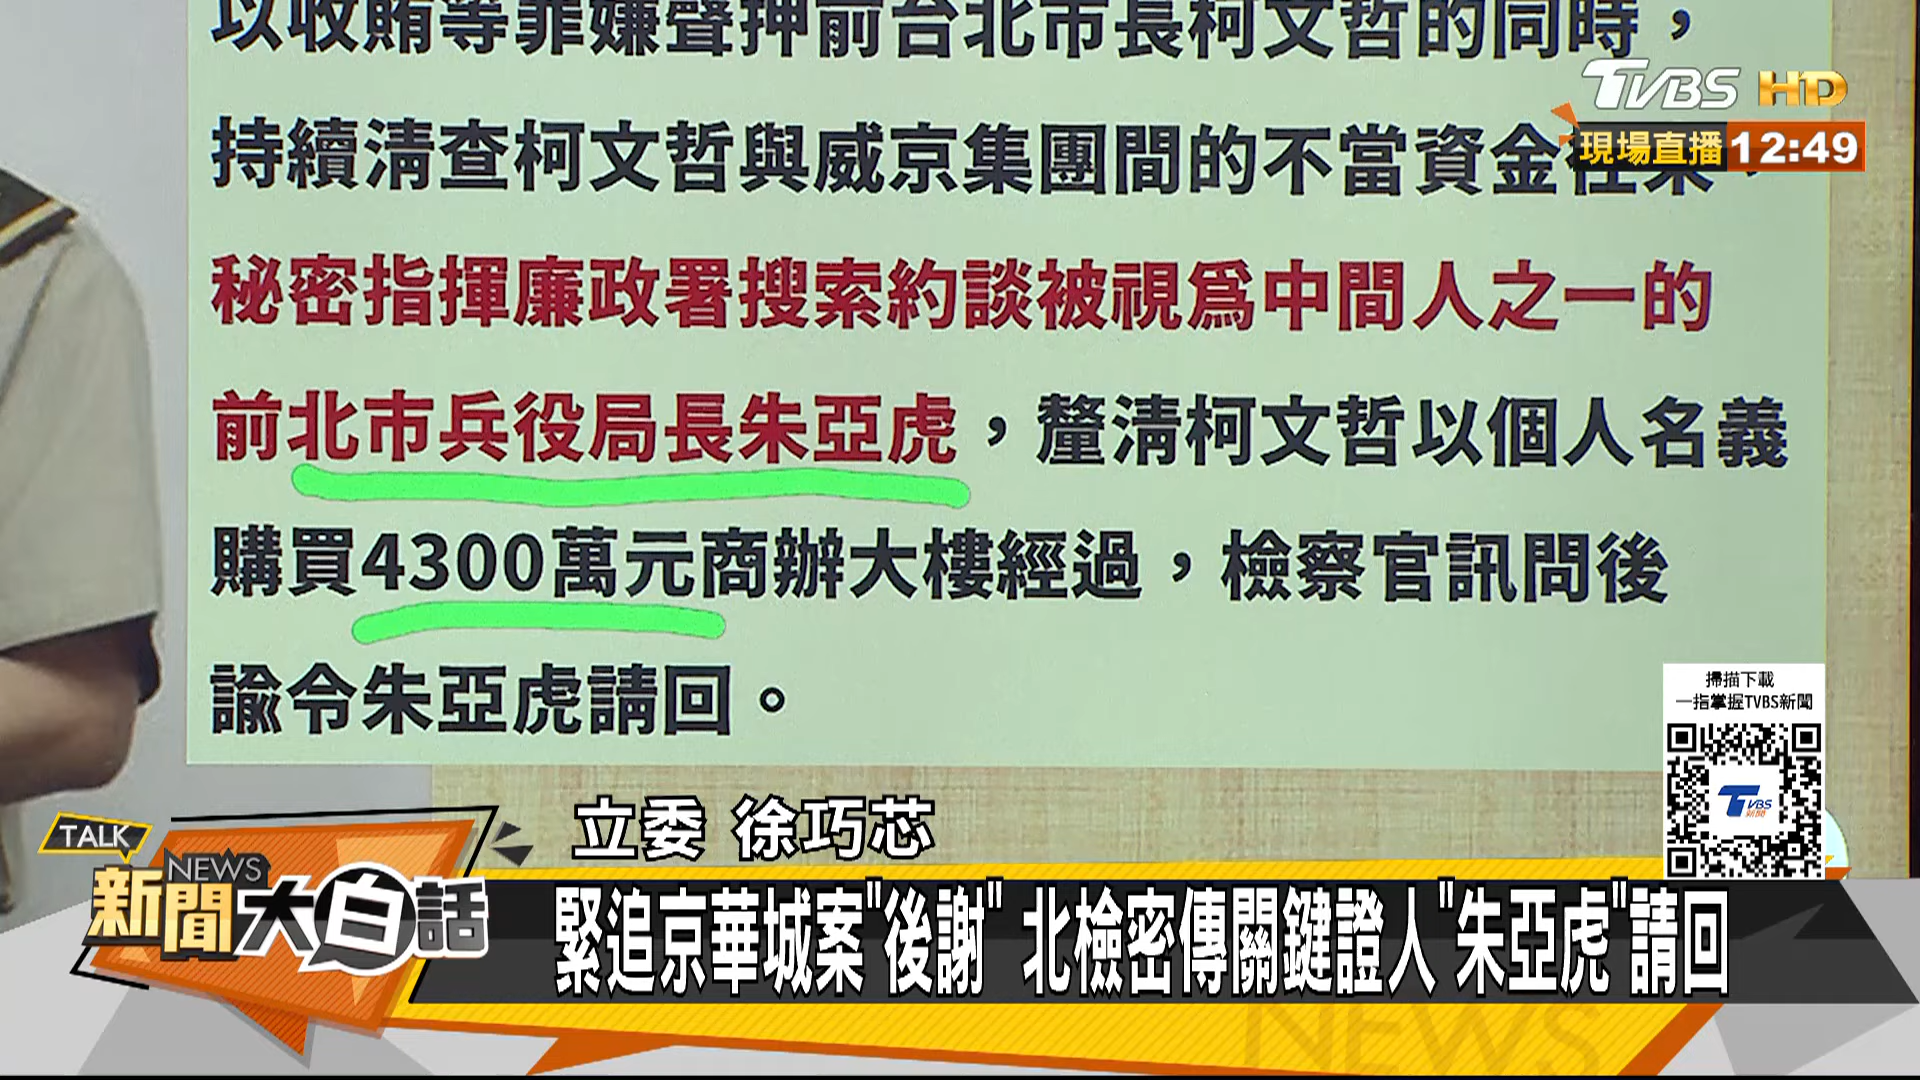 以收賄等罪嫌聲押前台北市長柯文哲的同時，
TVBS HD
現場直播 12:49
持續清查柯文哲與威京集團間的不當資金往來，
秘密指揮廉政署搜索約談被視為中間人之一的
前北市兵役局長朱亞虎，釐清柯文哲以個人名義
購買4300萬元商辦大樓經過，檢察官訊問後
諭令朱亞虎請回。
掃描下載
一指掌握TVBS新聞
TVBS
新聞
立委 徐巧芯
TALK
NEWS
新聞大白話
緊追京華城案"後謝" 北檢密傳關鍵證人"朱亞虎"請回
NEWS